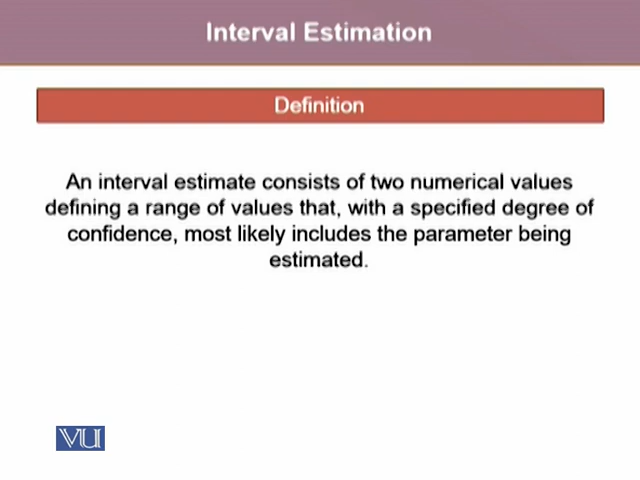 Interval Estimation
Definition
An interval estimate consists of two numerical values
defining a range of values that, with a specified degree of
confidence, most likely includes the parameter being
estimated.
VU